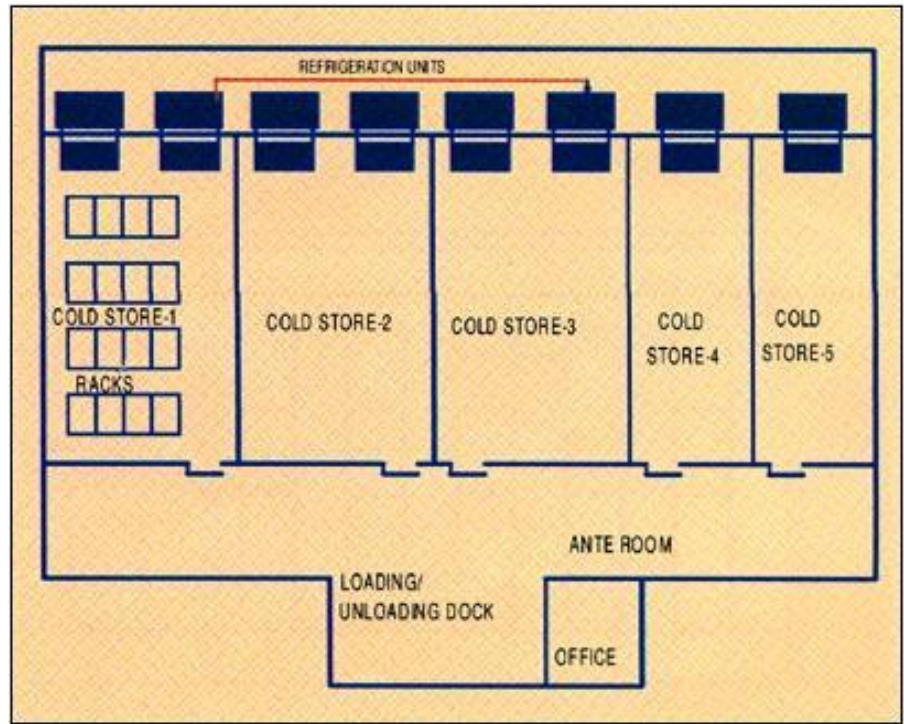 REFRIGERATION UNITS
COLD STORE-1
COLD STORE-2
COLD STORE-3
COLD
STORE-4
COLD
STORE-5
RACKS
ANTE ROOM
LOADING/
UNLOADING DOCK
OFFICE